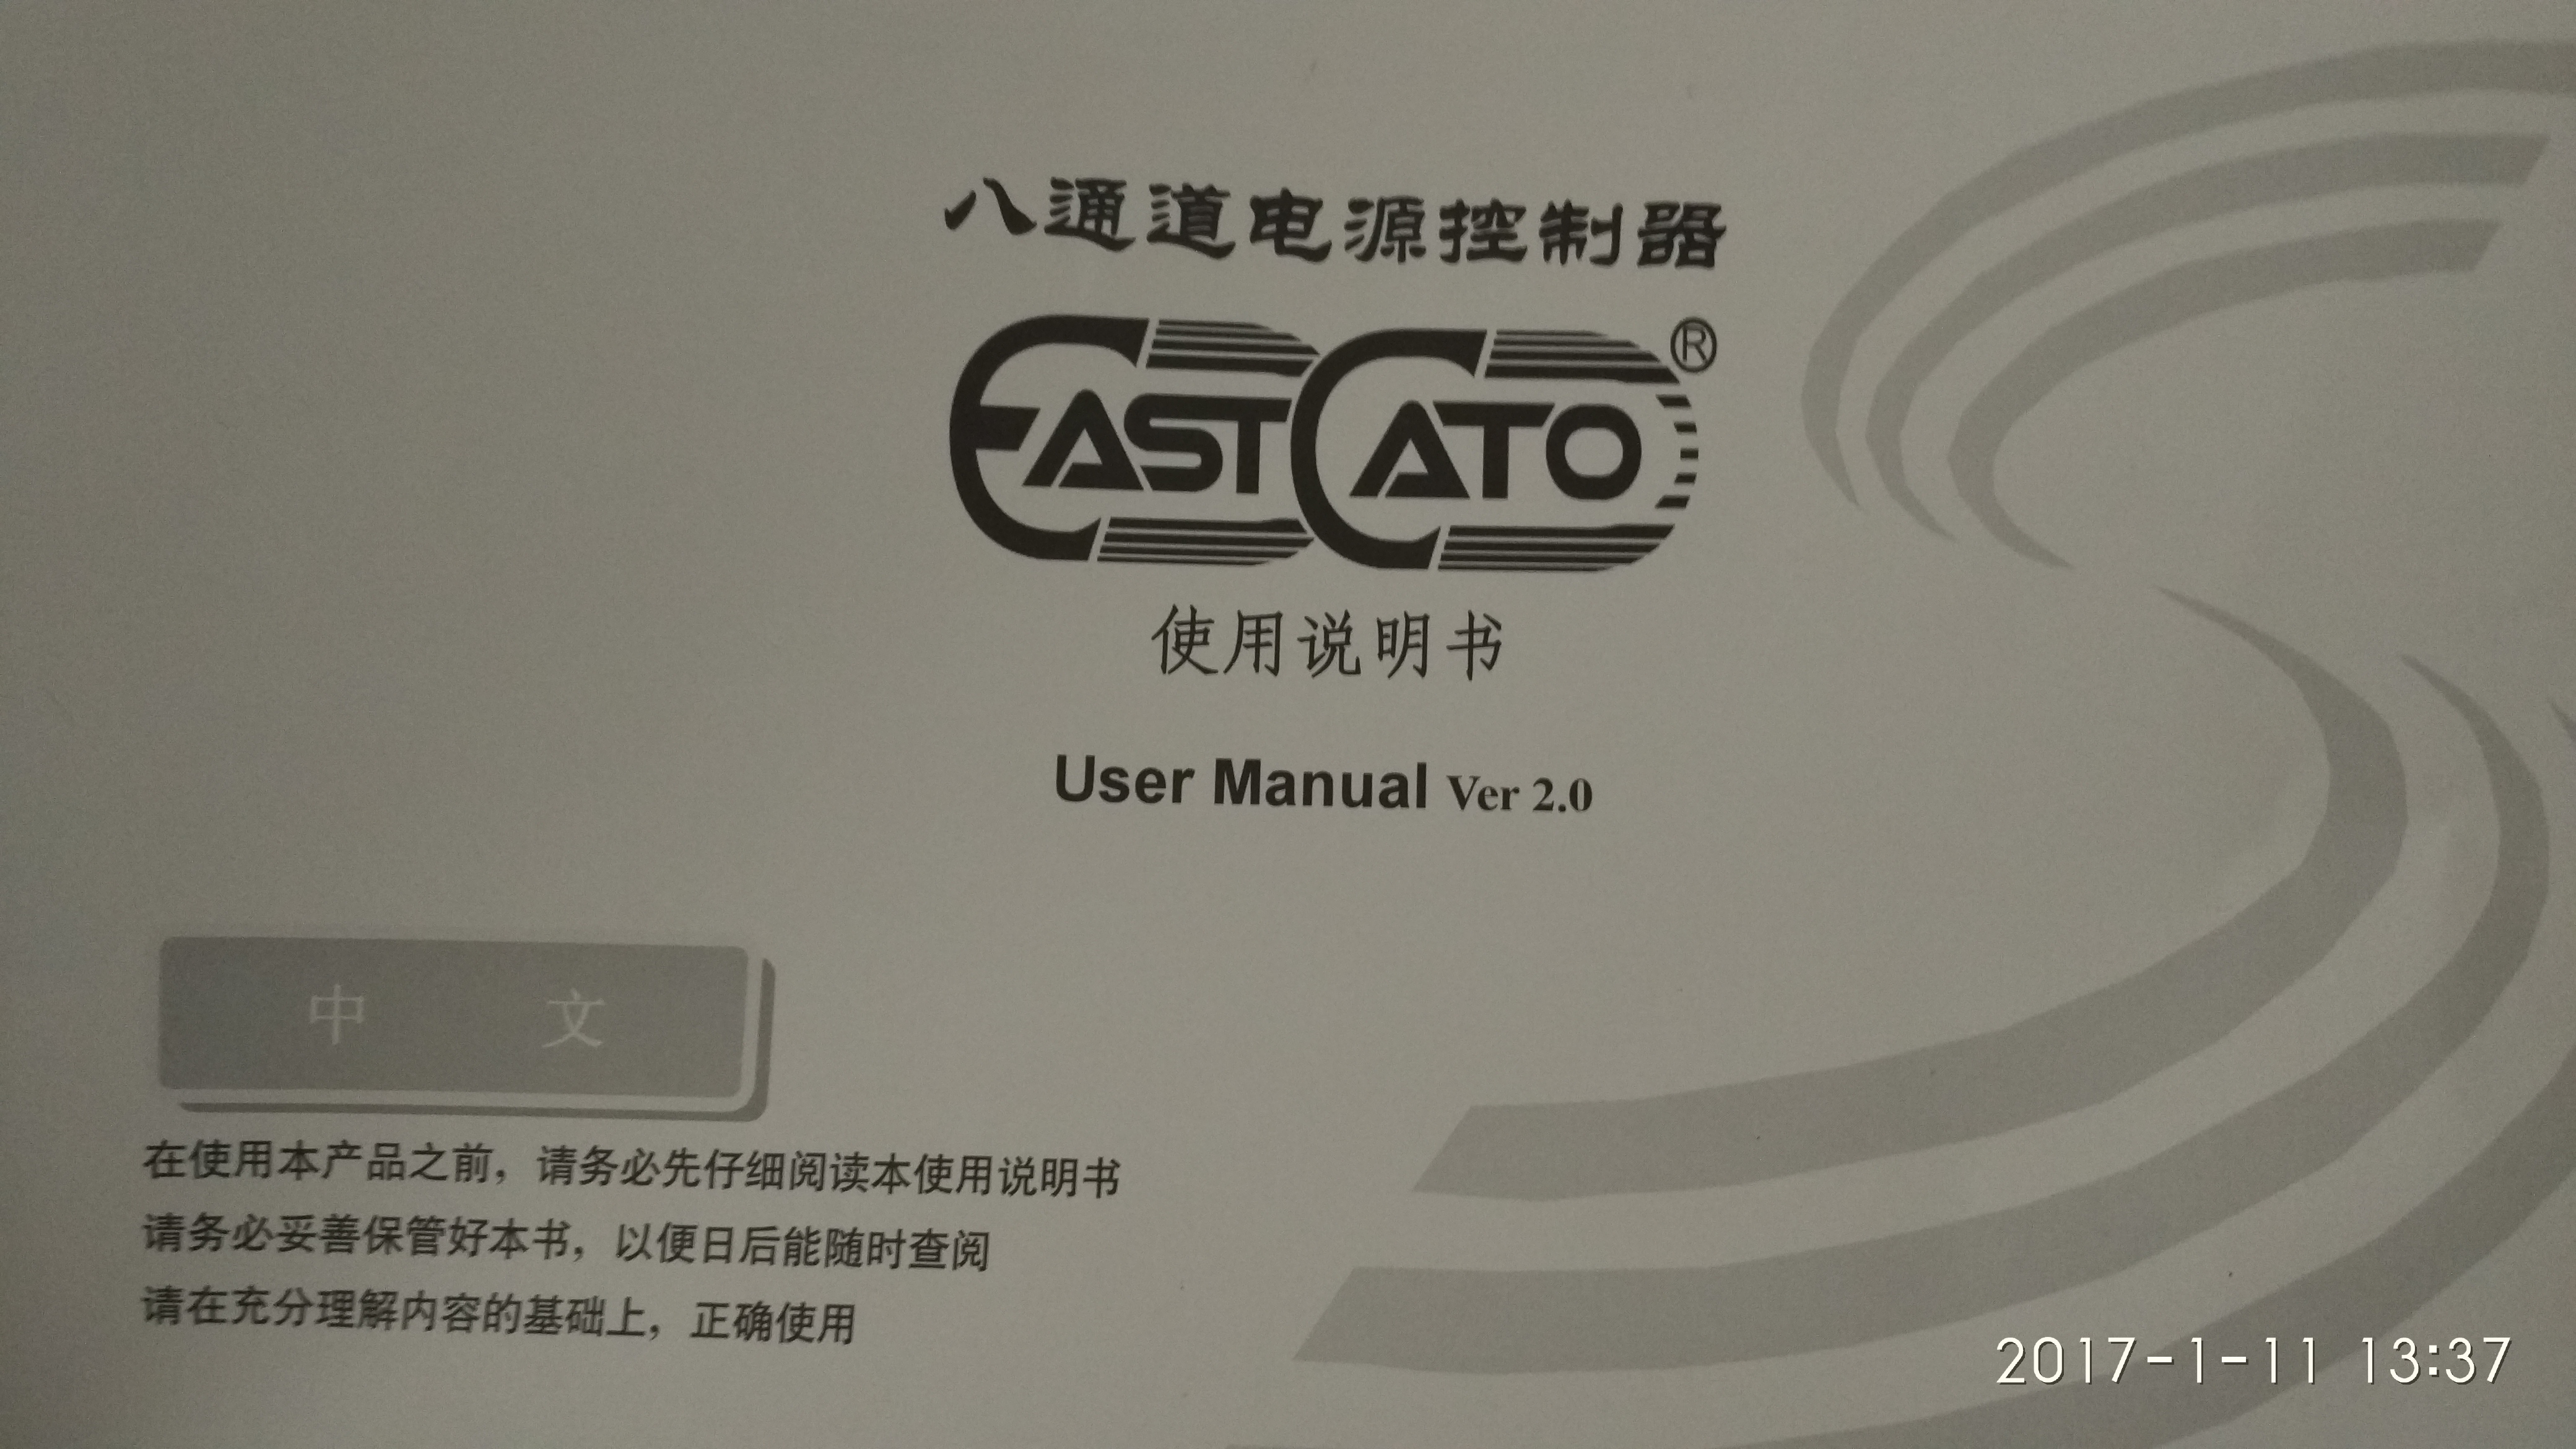 八通道电源控制器
EASTCATO®
使用说明书
User Manual Ver 2.0
中 文
在使用本产品之前，请务必先仔细阅读本使用说明书
请务必妥善保管好本书，以便日后能随时查阅
请在充分理解内容的基础上，正确使用
2017-1-11 13:37